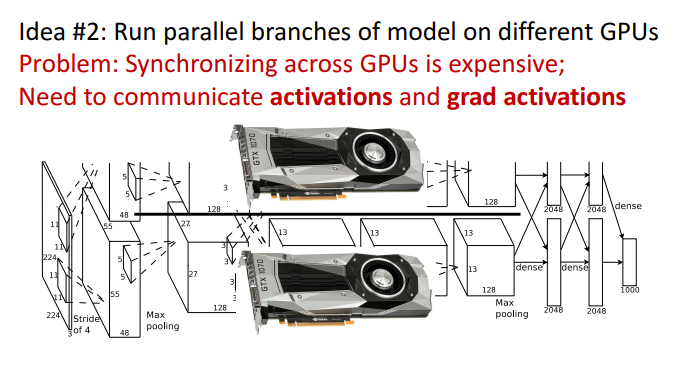 Idea #2: Run parallel branches of model on different GPUs
Problem: Synchronizing across GPUs is expensive;
Need to communicate activations and grad activations
GTX 1070
5
5
3
48
128
128
2048
2048
dense
11
11
55
27
13
13
13
224
5
3
GTX 1070
13
dense
dense
11
5
27
3
11
55
3
128
1000
224
Stride
of 4
Max
pooling
128
Max
pooling
2048
2048
3
48